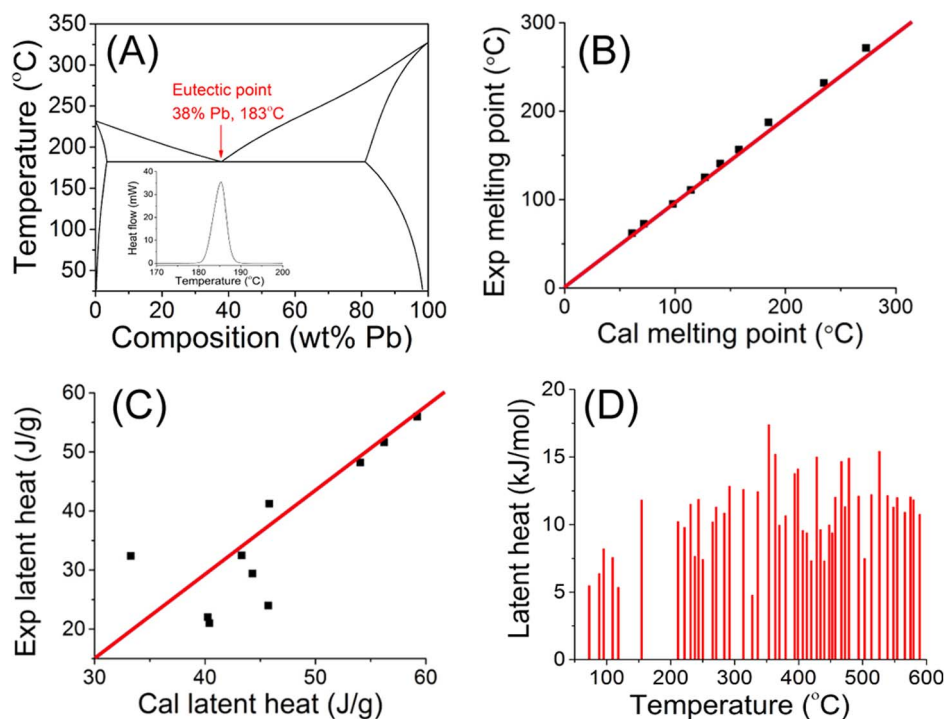 (A)
Temperature (°C)
350
300
250
200
150
100
50
Eutectic point
38% Pb, 183°C
Heat flow (mW)
40
30
20
10
0
170 180 190 200
Temperature (°C)
0 20 40 60 80 100
Composition (wt% Pb)
(B)
Exp melting point (°C)
300
200
100
0
0 100 200 300
Cal melting point (°C)
(C)
Exp latent heat (J/g)
60
50
40
30
20
30 40 50 60
Cal latent heat (J/g)
(D)
Latent heat (kJ/mol)
20
15
10
5
0
100 200 300 400 500 600
Temperature (°C)